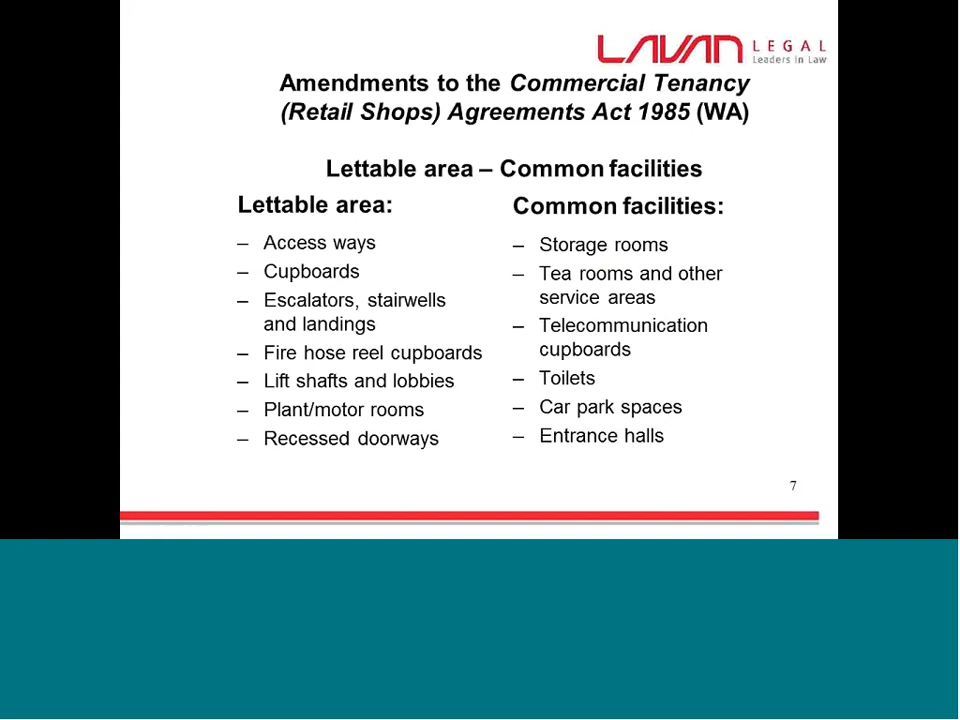 LAVAN LEGAL
Leaders in Law
Amendments to the Commercial Tenancy
(Retail Shops) Agreements Act 1985 (WA)
Lettable area – Common facilities
Lettable area:
– Access ways
– Cupboards
– Escalators, stairwells
and landings
– Fire hose reel cupboards
– Lift shafts and lobbies
– Plant/motor rooms
– Recessed doorways
Common facilities:
– Storage rooms
– Tea rooms and other
service areas
– Telecommunication
cupboards
– Toilets
– Car park spaces
– Entrance halls
7